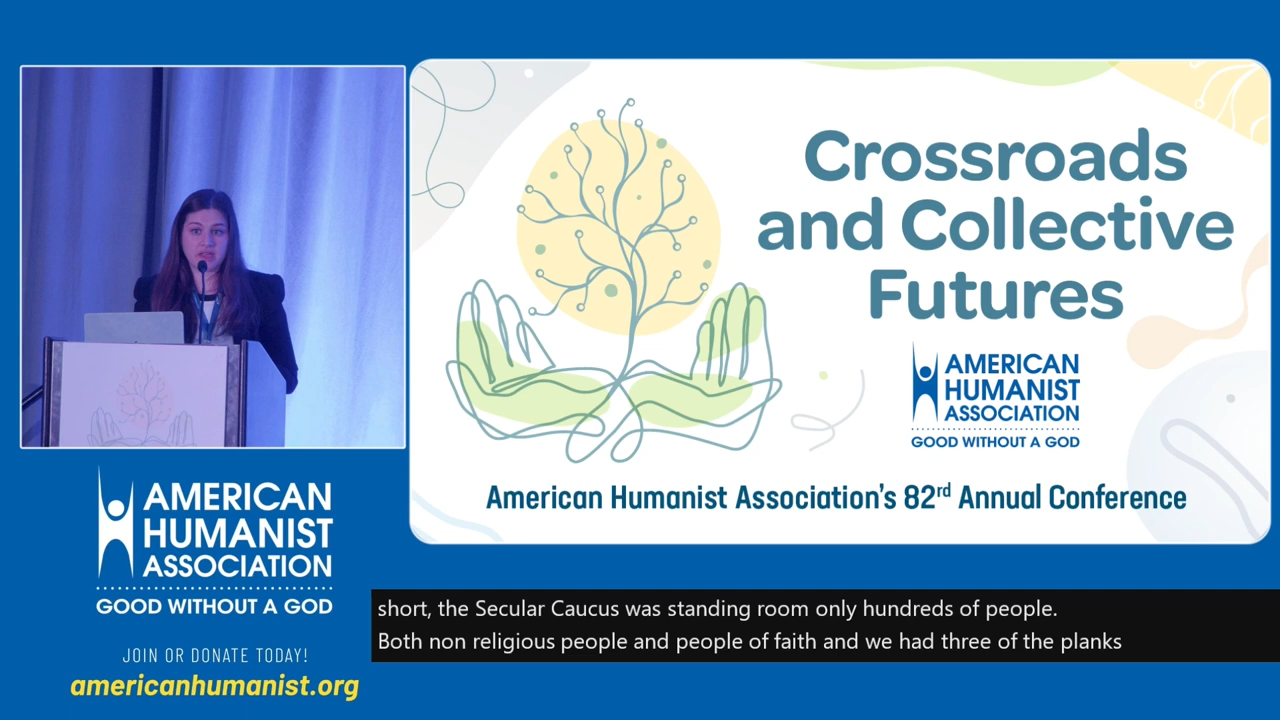 Crossroads
and Collective
Futures
AMERICAN
HUMANIST
ASSOCIATION
GOOD WITHOUT A GOD
American Humanist Association's 82rd Annual Conference
AMERICAN
HUMANIST
ASSOCIATION
GOOD WITHOUT A GOD
JOIN OR DONATE TODAY!
americanhumanist.org
short, the Secular Caucus was standing room only hundreds of people.
Both non religious people and people of faith and we had three of the planks